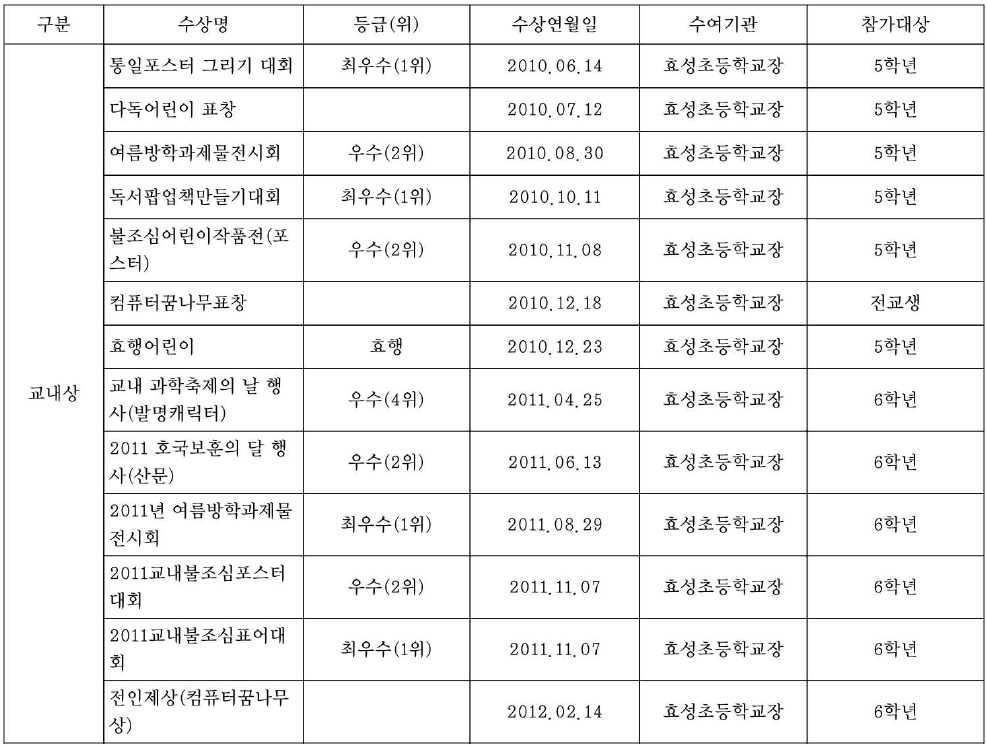 구분 수상명 등급(위) 수상연월일 수여기관 참가대상
교내상
통일포스터 그리기 대회 최우수(1위) 2010.06.14 효성초등학교장 5학년
다독어린이 표창 2010.07.12 효성초등학교장 5학년
여름방학과제물전시회 우수(2위) 2010.08.30 효성초등학교장 5학년
독서팝업책만들기대회 최우수(1위) 2010.10.11 효성초등학교장 5학년
불조심어린이작품전(포
스터) 우수(2위) 2010.11.08 효성초등학교장 5학년
컴퓨터꿈나무표창 2010.12.18 효성초등학교장 전교생
효행어린이 효행 2010.12.23 효성초등학교장 5학년
교내 과학축제의 날 행
사(발명캐릭터) 우수(4위) 2011.04.25 효성초등학교장 6학년
2011 호국보훈의 달 행
사(산문) 우수(2위) 2011.06.13 효성초등학교장 6학년
2011년 여름방학과제물
전시회 최우수(1위) 2011.08.29 효성초등학교장 6학년
2011교내불조심포스터
대회 우수(2위) 2011.11.07 효성초등학교장 6학년
2011교내불조심표어대
회 최우수(1위) 2011.11.07 효성초등학교장 6학년
전인제상(컴퓨터꿈나무
상) 2012.02.14 효성초등학교장 6학년